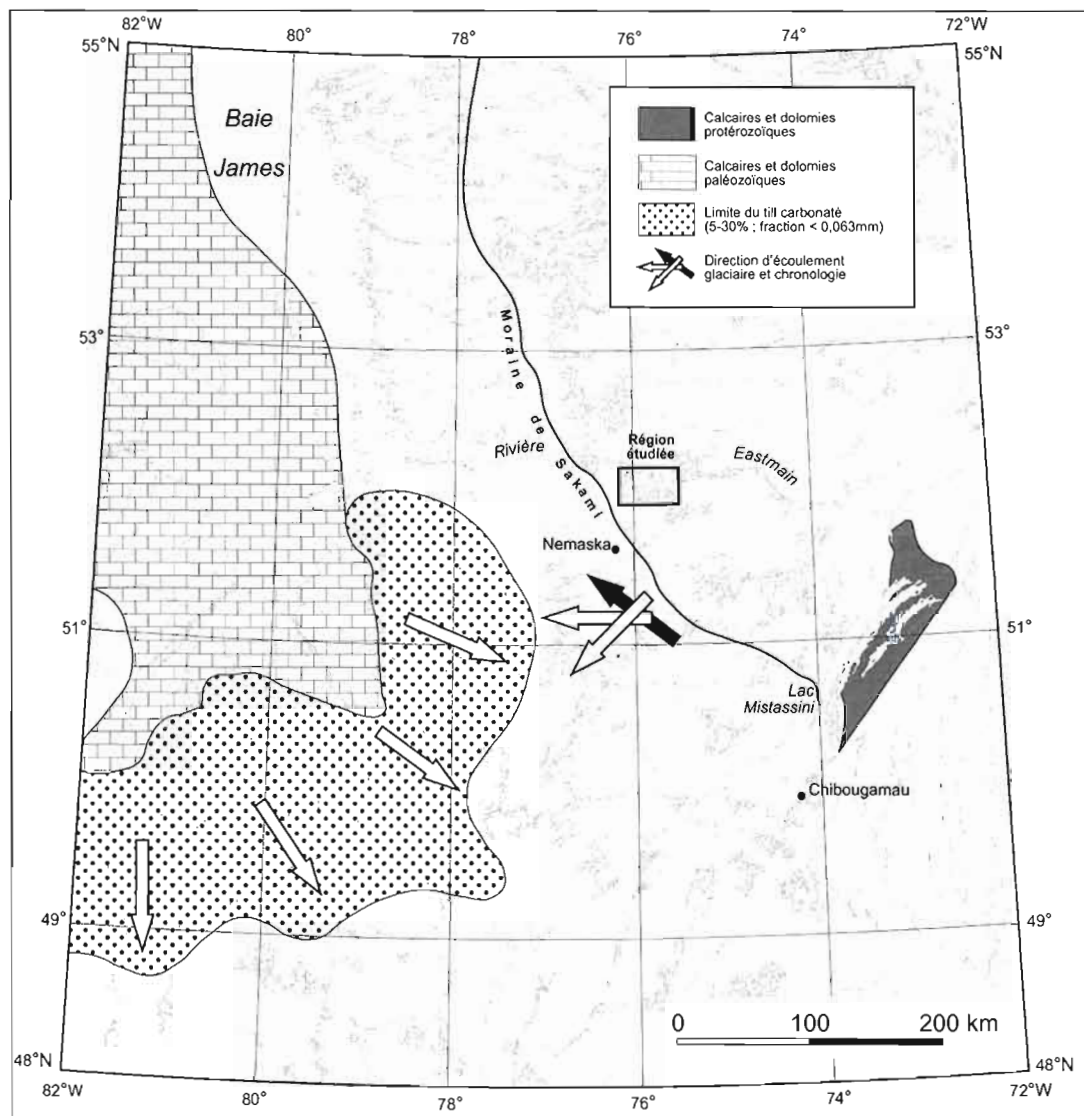 82°W
80°
78°
76°
74°
72°W
55°N
55°N
Baie
James
Calcaires et dolomies
protérozoïques
Calcaires et dolomies
paléozoïques
Limite du till carbonaté
(5-30% ; fraction < 0,063mm)
Direction d'écoulement
glaciaire et chronologie
53°
53°
Moraine de Sakami
Rivière
Région
étudiée
Eastmain
Nemaska
51°
51°
Lac
Mistassini
Chibougamau
49°
49°
0 100 200 km
48°N
48°N
82°W
80°
78°
76°
74°
72°W